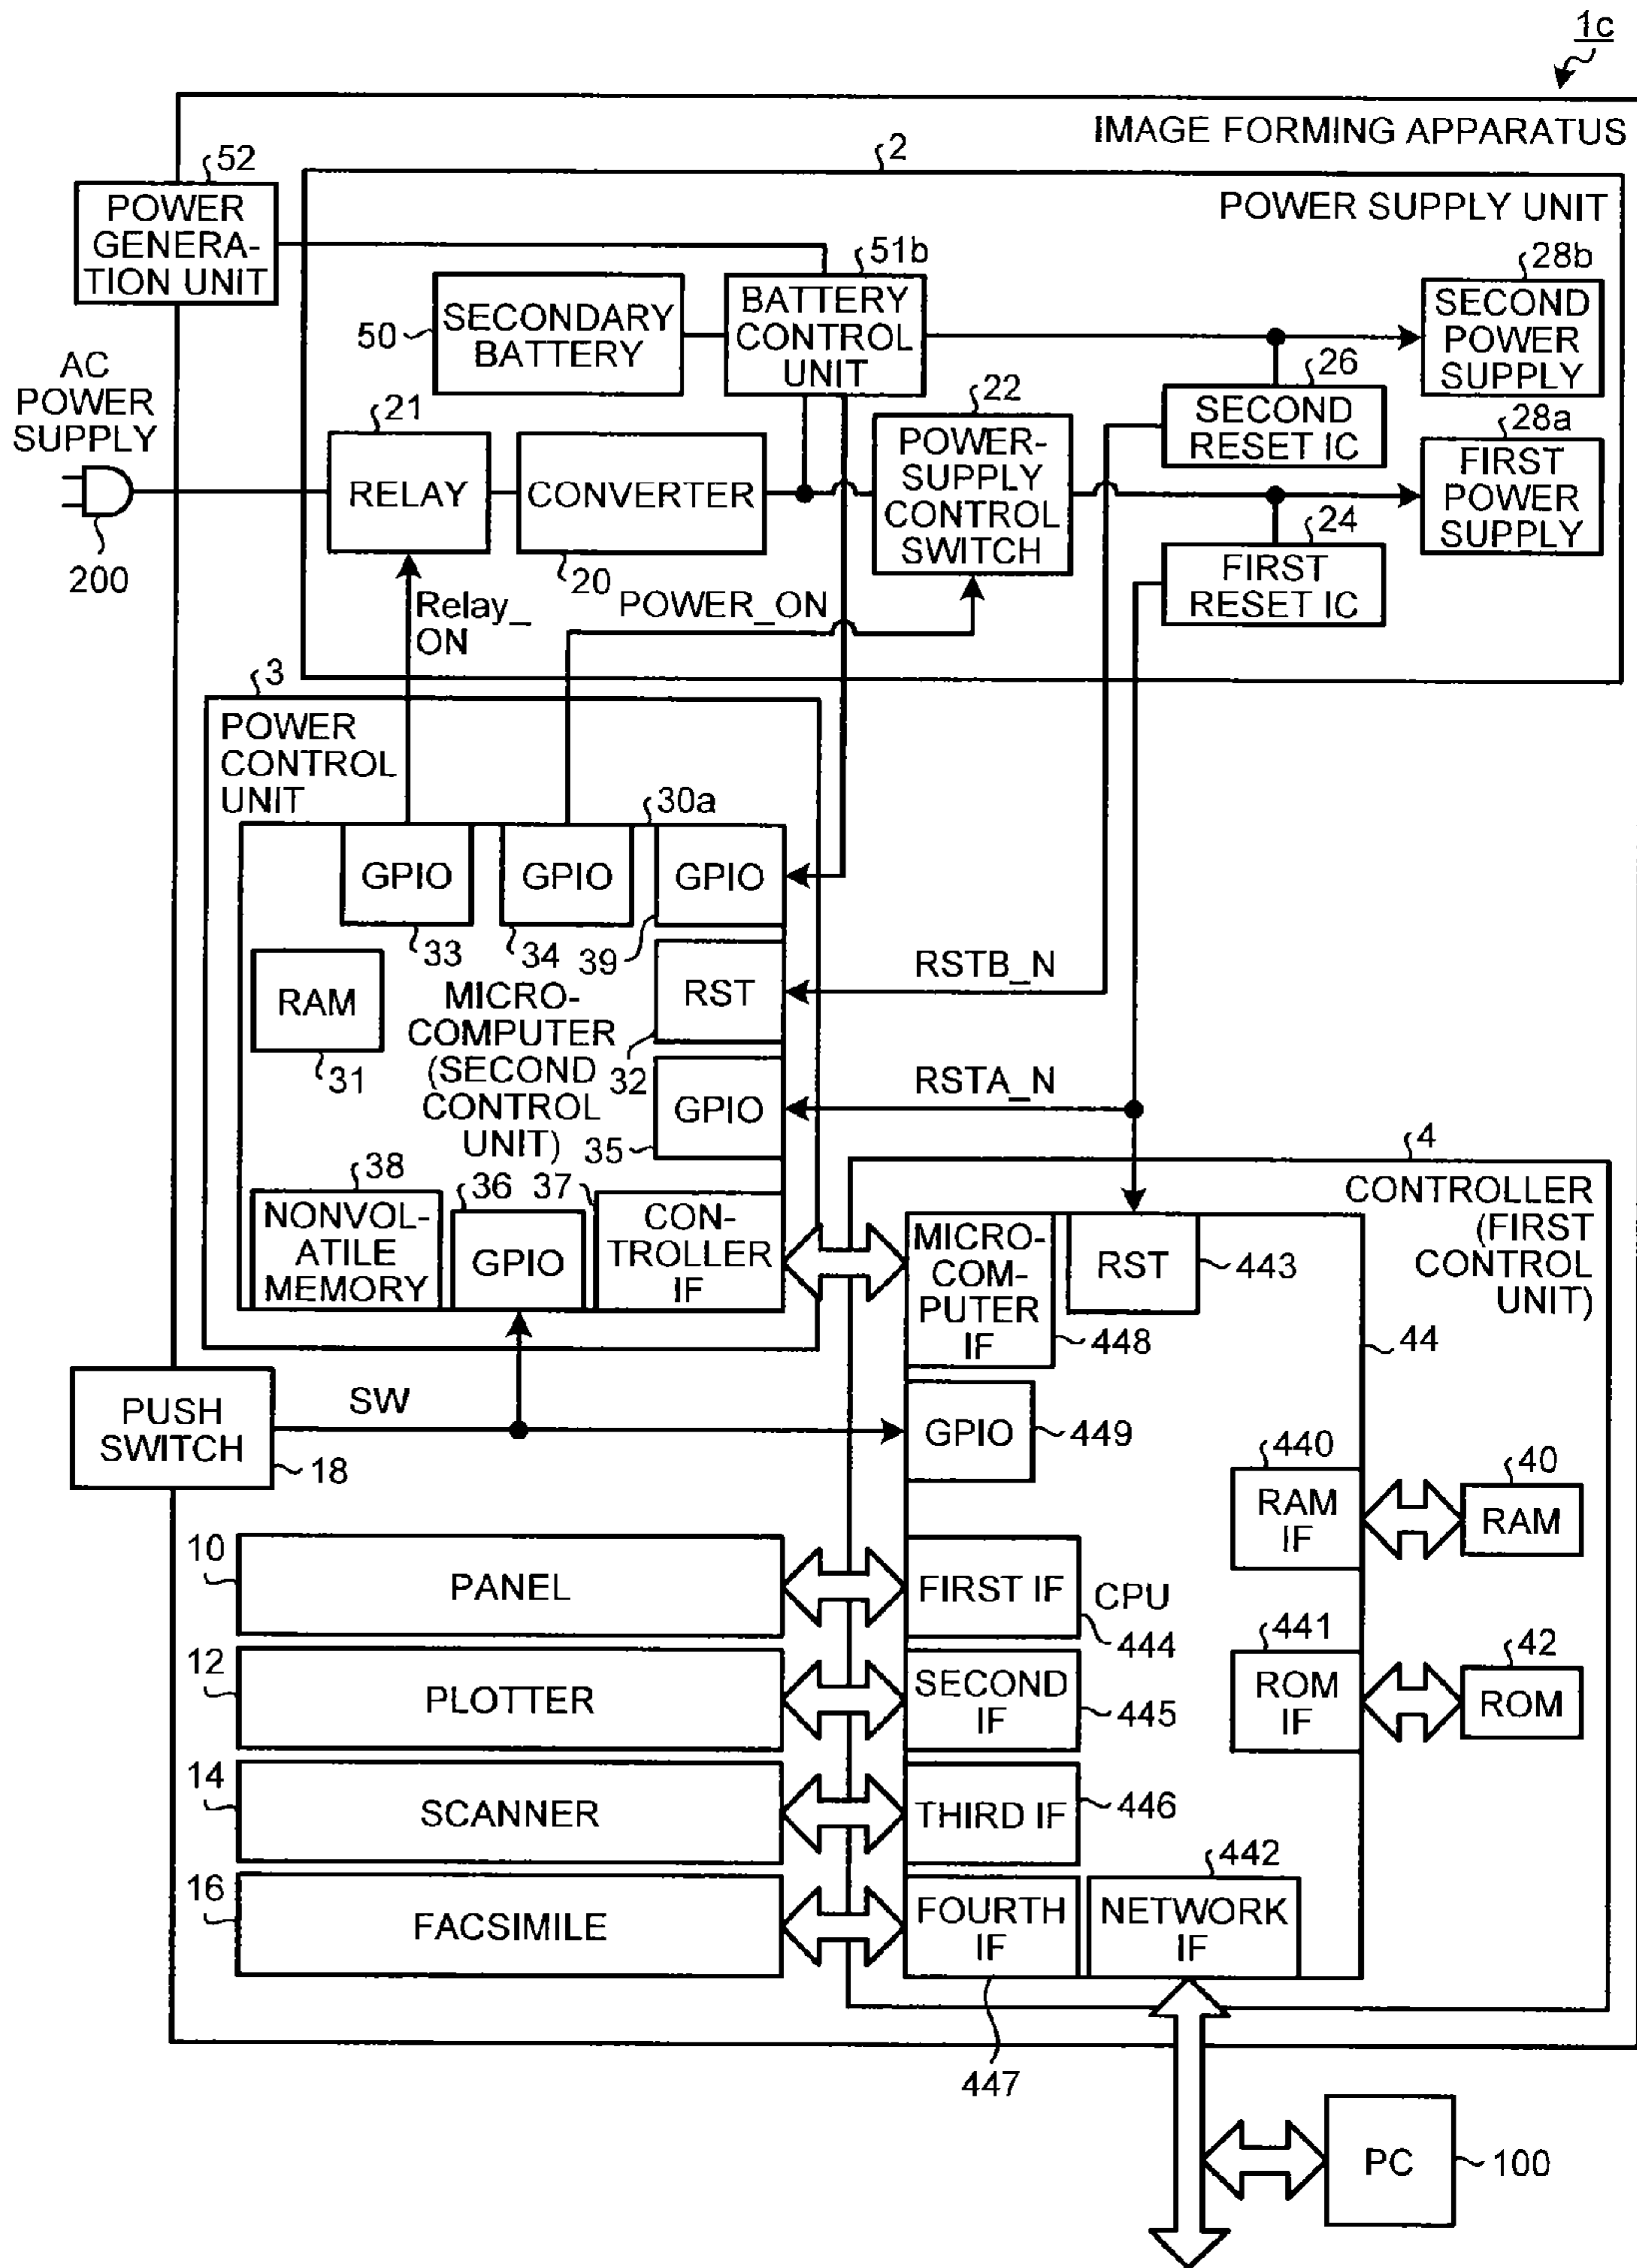 1c
IMAGE FORMING APPARATUS
2
52
POWER
GENERA-
TION UNIT
POWER SUPPLY UNIT
51b
28b
SECONDARY
BATTERY
50
BATTERY
CONTROL
UNIT
SECOND
POWER
SUPPLY
AC
POWER
SUPPLY
21
22
26
SECOND
RESET IC
28a
RELAY
CONVERTER
POWER-
SUPPLY
CONTROL
SWITCH
FIRST
POWER
SUPPLY
24
200
20
FIRST
RESET IC
Relay_
ON
POWER_ON
3
POWER
CONTROL
UNIT
30a
GPIO
GPIO
GPIO
33
34
39
RSTB_N
RAM
31
MICRO-
COMPUTER
(SECOND
CONTROL
UNIT)
RST
32
RSTA_N
GPIO
35
4
38
36
37
CONTROLLER
(FIRST
CONTROL
UNIT)
NONVOL-
ATILE
MEMORY
GPIO
CON-
TROLLER
IF
MICRO-
COM-
PUTER
IF
RST
443
448
44
PUSH
SWITCH
18
SW
GPIO
449
440
40
RAM
IF
RAM
10
PANEL
FIRST IF
CPU
444
441
42
12
PLOTTER
SECOND
IF
445
ROM
IF
ROM
14
SCANNER
THIRD IF
446
442
16
FACSIMILE
FOURTH
IF
NETWORK
IF
447
PC
100